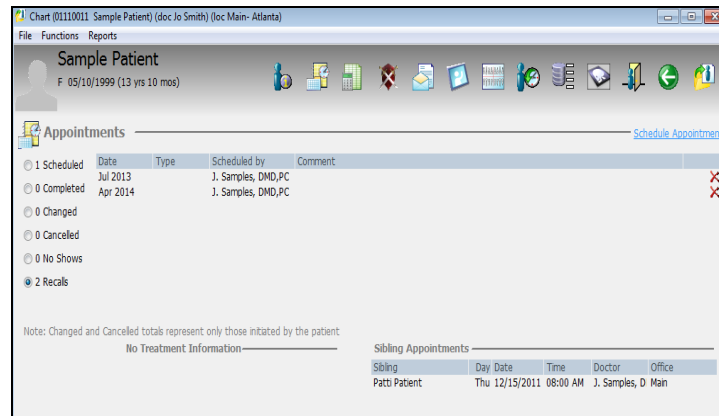 Chart (01110011 Sample Patient) (doc Jo Smith) (loc Main- Atlanta)
File Functions Reports
Sample Patient
F 05/10/1999 (13 yrs 10 mos)
Appointments
Schedule Appointmen
1 Scheduled
Date Type Scheduled by Comment
Jul 2013 J. Samples, DMD,PC
0 Completed
Apr 2014 J. Samples, DMD,PC
0 Changed
0 Cancelled
0 No Shows
2 Recalls
Note: Changed and Cancelled totals represent only those initiated by the patient
No Treatment Information
Sibling Appointments
Sibling Day Date Time Doctor Office
Patti Patient Thu 12/15/2011 08:00 AM J. Samples, D Main